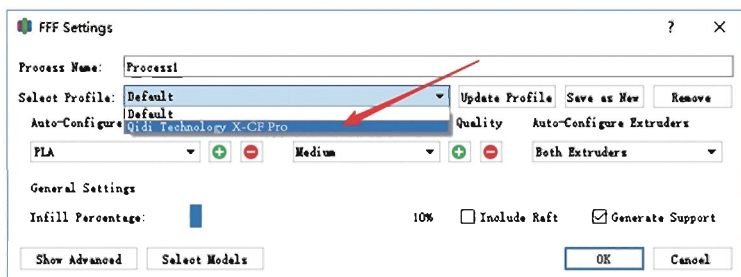 FFF Settings ? ×
Process Name: Process1
Select Profile: Default Update Profile Save as New Remove
Default
Auto-Configure Quality Auto-Configure Extruders
Qidi Technology X-CF Pro
PLA Medium Both Extruders
General Settings
Infill Percentage: 10% Include Raft Generate Support
Show Advanced Select Models OK Cancel